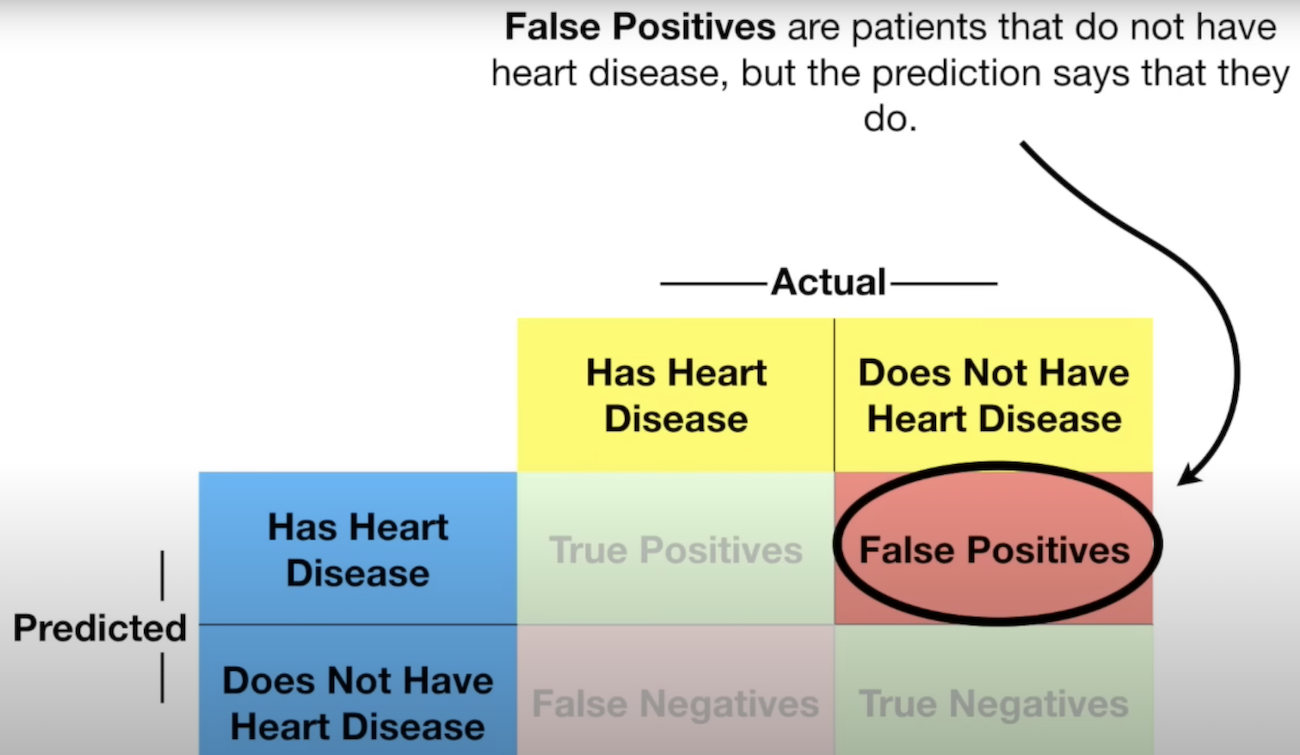 False Positives are patients that do not have
heart disease, but the prediction says that they
do.
Actual
Has Heart
Disease
Does Not Have
Heart Disease
Has Heart
Disease
True Positives
False Positives
Predicted
Does Not Have
Heart Disease
False Negatives
True Negatives